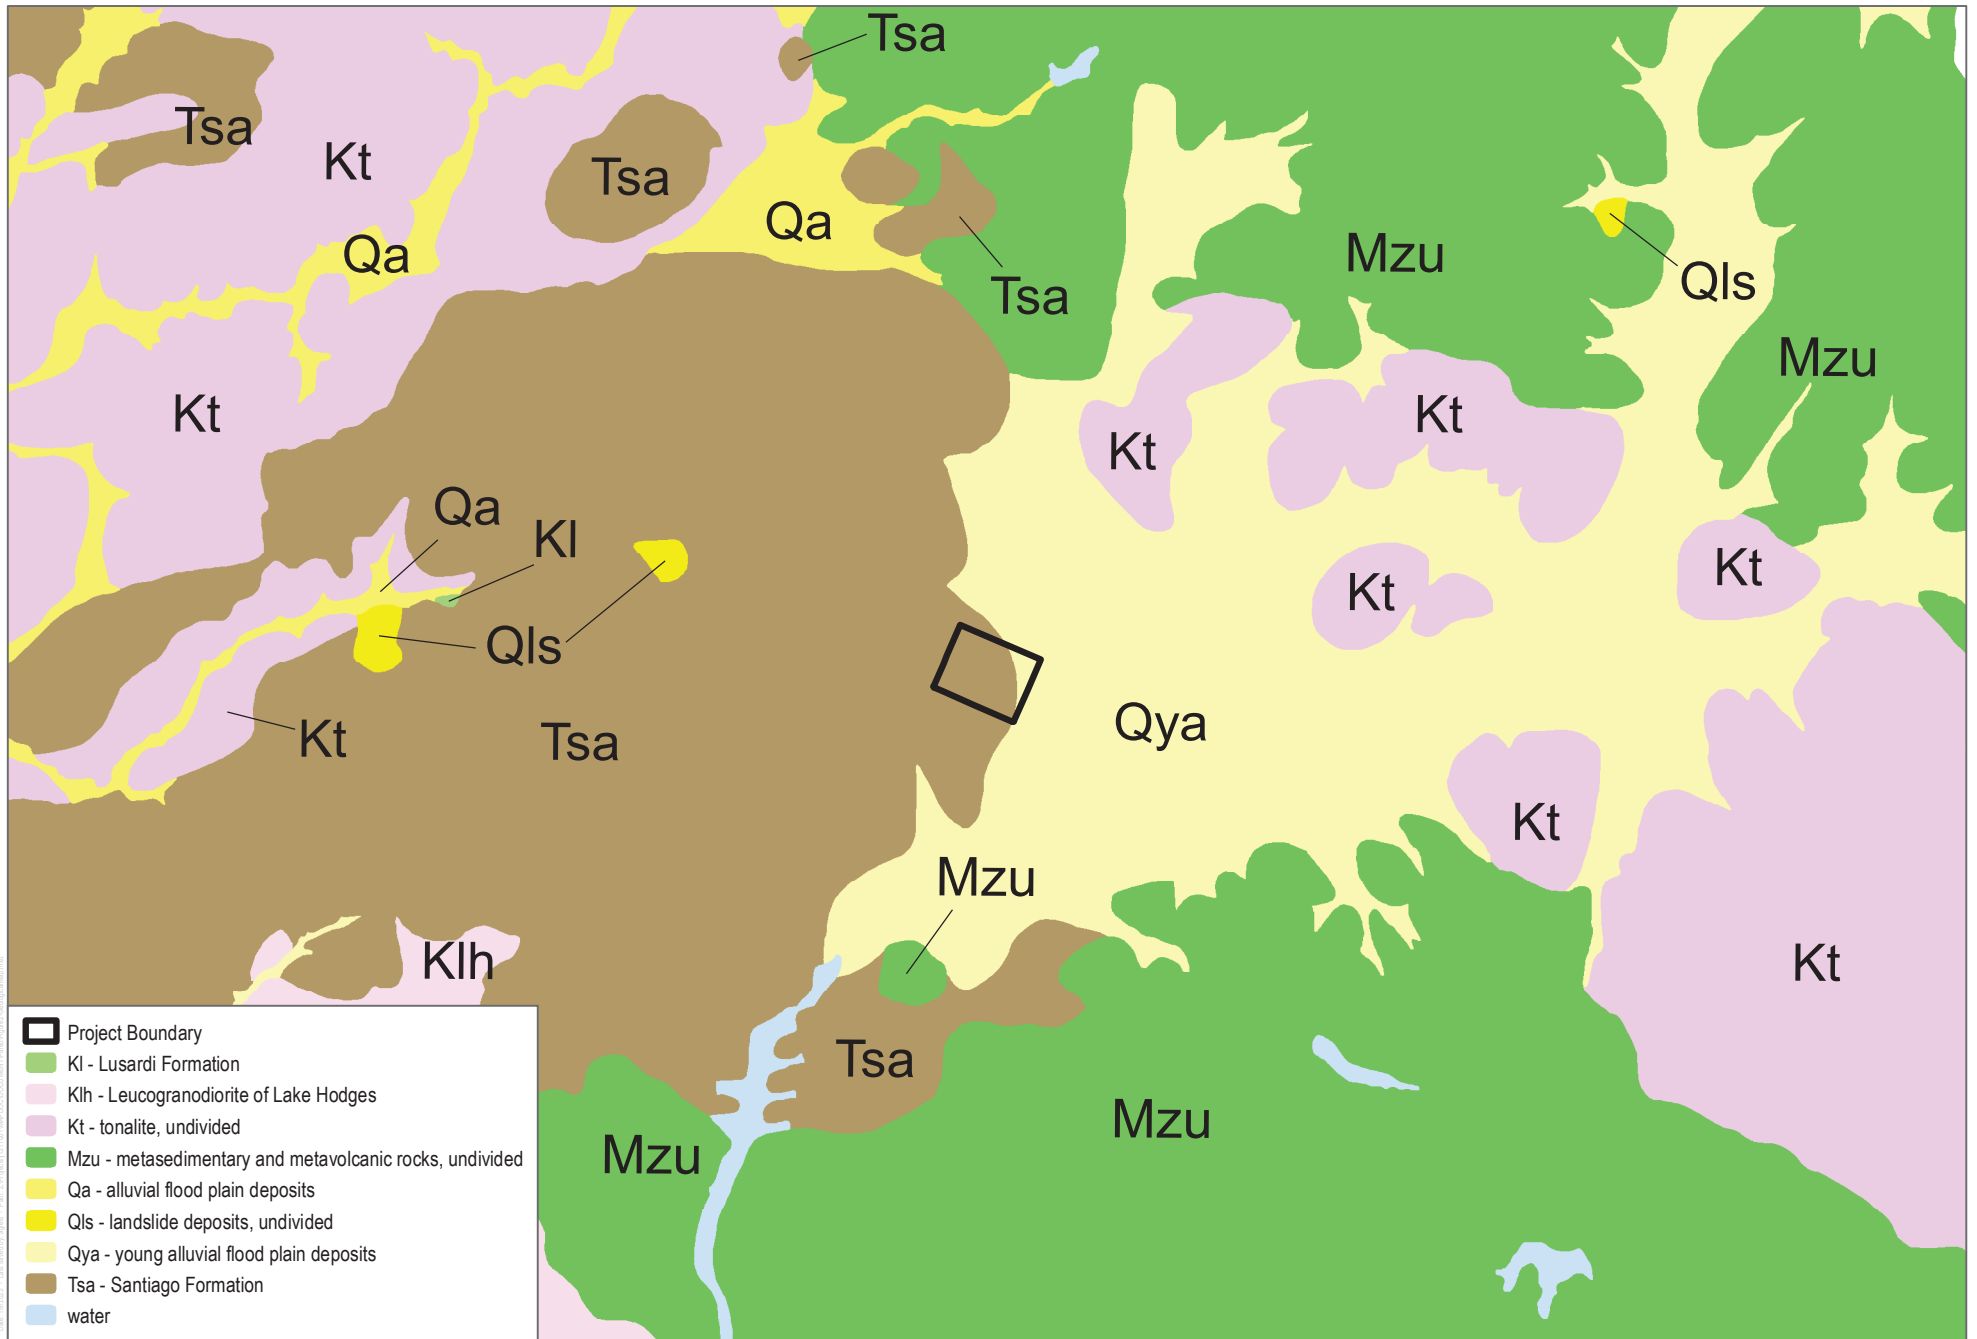 Tsa
Tsa
Kt
Tsa
Qa
Qa
Tsa
Mzu
Qls
Mzu
Kt
Kt
Kt
Qa
Kl
Kt
Kt
Qls
Kt
Tsa
Qya
Kt
Mzu
Klh
Kt
Tsa
Mzu
Mzu
Project Boundary
Kl - Lusardi Formation
Klh - Leucogranodiorite of Lake Hodges
Kt - tonalite, undivided
Mzu - metasedimentary and metavolcanic rocks, undivided
Qa - alluvial flood plain deposits
Qls - landslide deposits, undivided
Qya - young alluvial flood plain deposits
Tsa - Santiago Formation
water